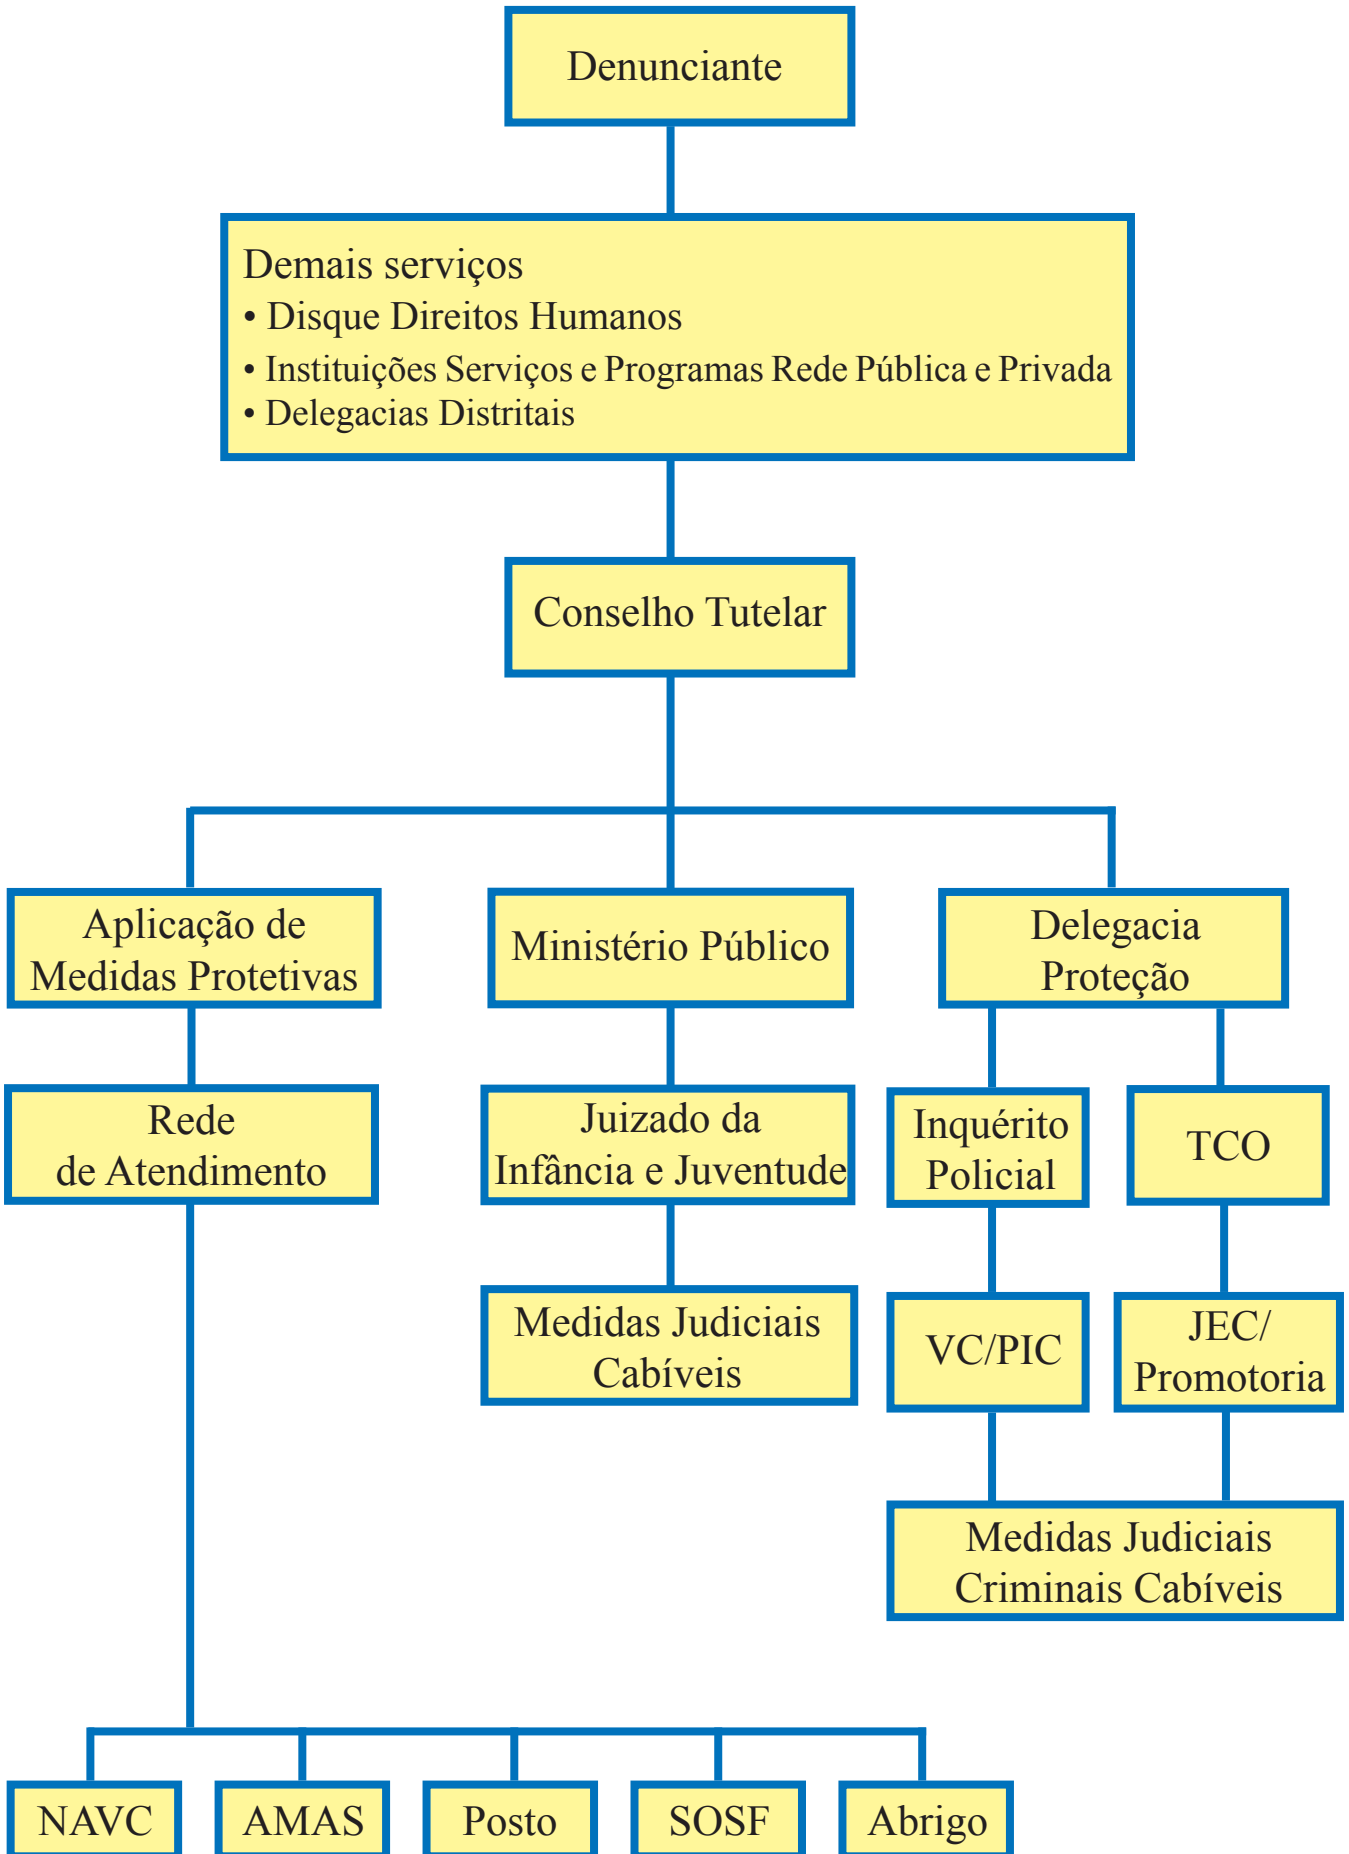 Denunciante
Demais serviços
• Disque Direitos Humanos
• Instituições Serviços e Programas Rede Pública e Privada
• Delegacias Distritais
Conselho Tutelar
Aplicação de
Medidas Protetivas
Ministério Público
Delegacia
Proteção
Rede
de Atendimento
Juizado da
Infância e Juventude
Inquérito
Policial
TCO
Medidas Judiciais
Cabíveis
VC/PIC
JEC/
Promotoria
Medidas Judiciais
Criminais Cabíveis
NAVC
AMAS
Posto
SOSF
Abrigo